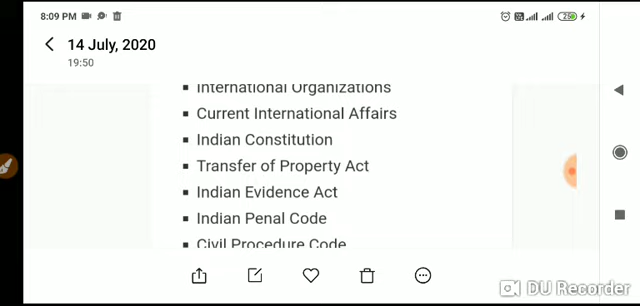 8:09 PM
25
14 July, 2020
19:50
▪ International Organizations
▪ Current International Affairs
▪ Indian Constitution
▪ Transfer of Property Act
▪ Indian Evidence Act
▪ Indian Penal Code
▪ Civil Procedure Code
DU Recorder